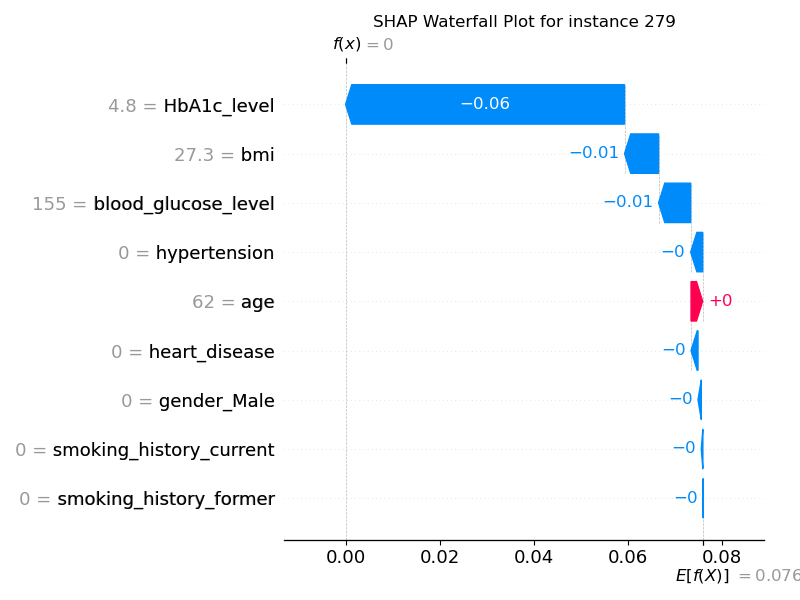 SHAP Waterfall Plot for instance 279
f(x) = 0
4.8 = HbA1c_level −0.06
27.3 = bmi −0.01
155 = blood_glucose_level −0.01
0 = hypertension −0
62 = age +0
0 = heart_disease −0
0 = gender_Male −0
0 = smoking_history_current −0
0 = smoking_history_former −0
0.00 0.02 0.04 0.06 0.08
E[f(X)] = 0.076